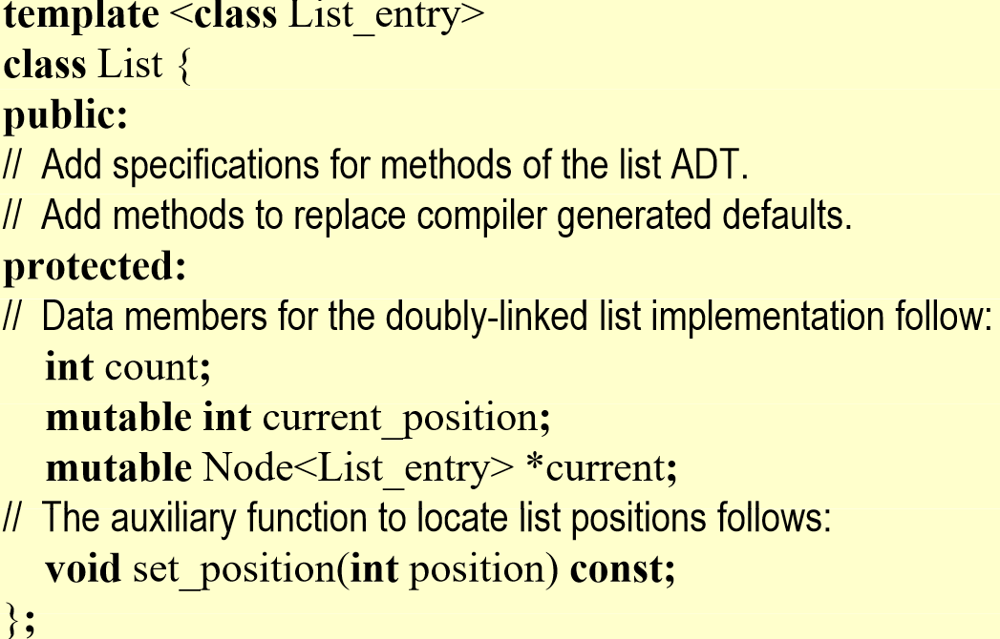 template <class List_entry>
class List {
public:
// Add specifications for methods of the list ADT.
// Add methods to replace compiler generated defaults.
protected:
// Data members for the doubly-linked list implementation follow:
int count;
mutable int current_position;
mutable Node<List_entry> *current;
// The auxiliary function to locate list positions follows:
void set_position(int position) const;
};